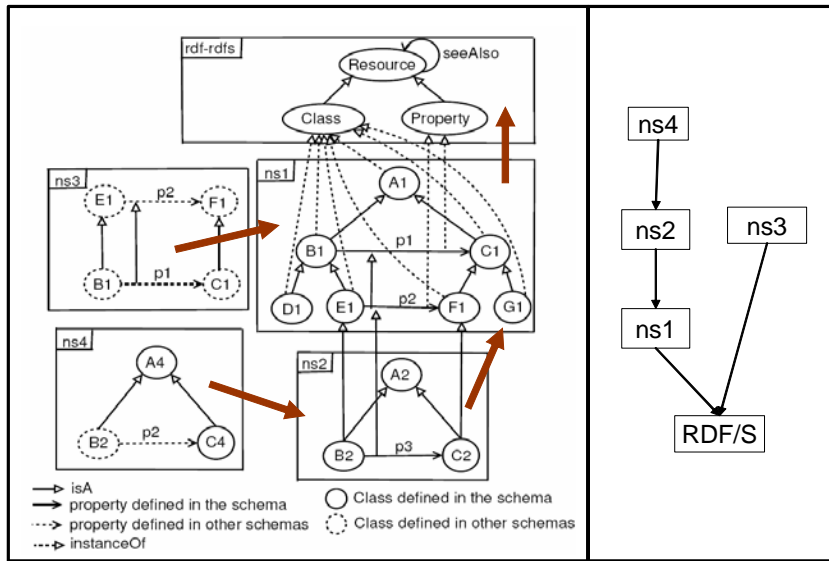 rdf-rdfs
seeAlso
Resource
Class
Property
ns3
E1
p2
F1
B1
p1
C1
ns1
A1
B1
p1
C1
D1
E1
p2
F1
G1
ns4
A4
B2
p2
C4
ns2
A2
B2
p3
C2
isA
property defined in the schema
property defined in other schemas
instanceOf
Class defined in the schema
Class defined in other schemas
ns4
ns2
ns3
ns1
RDF/S